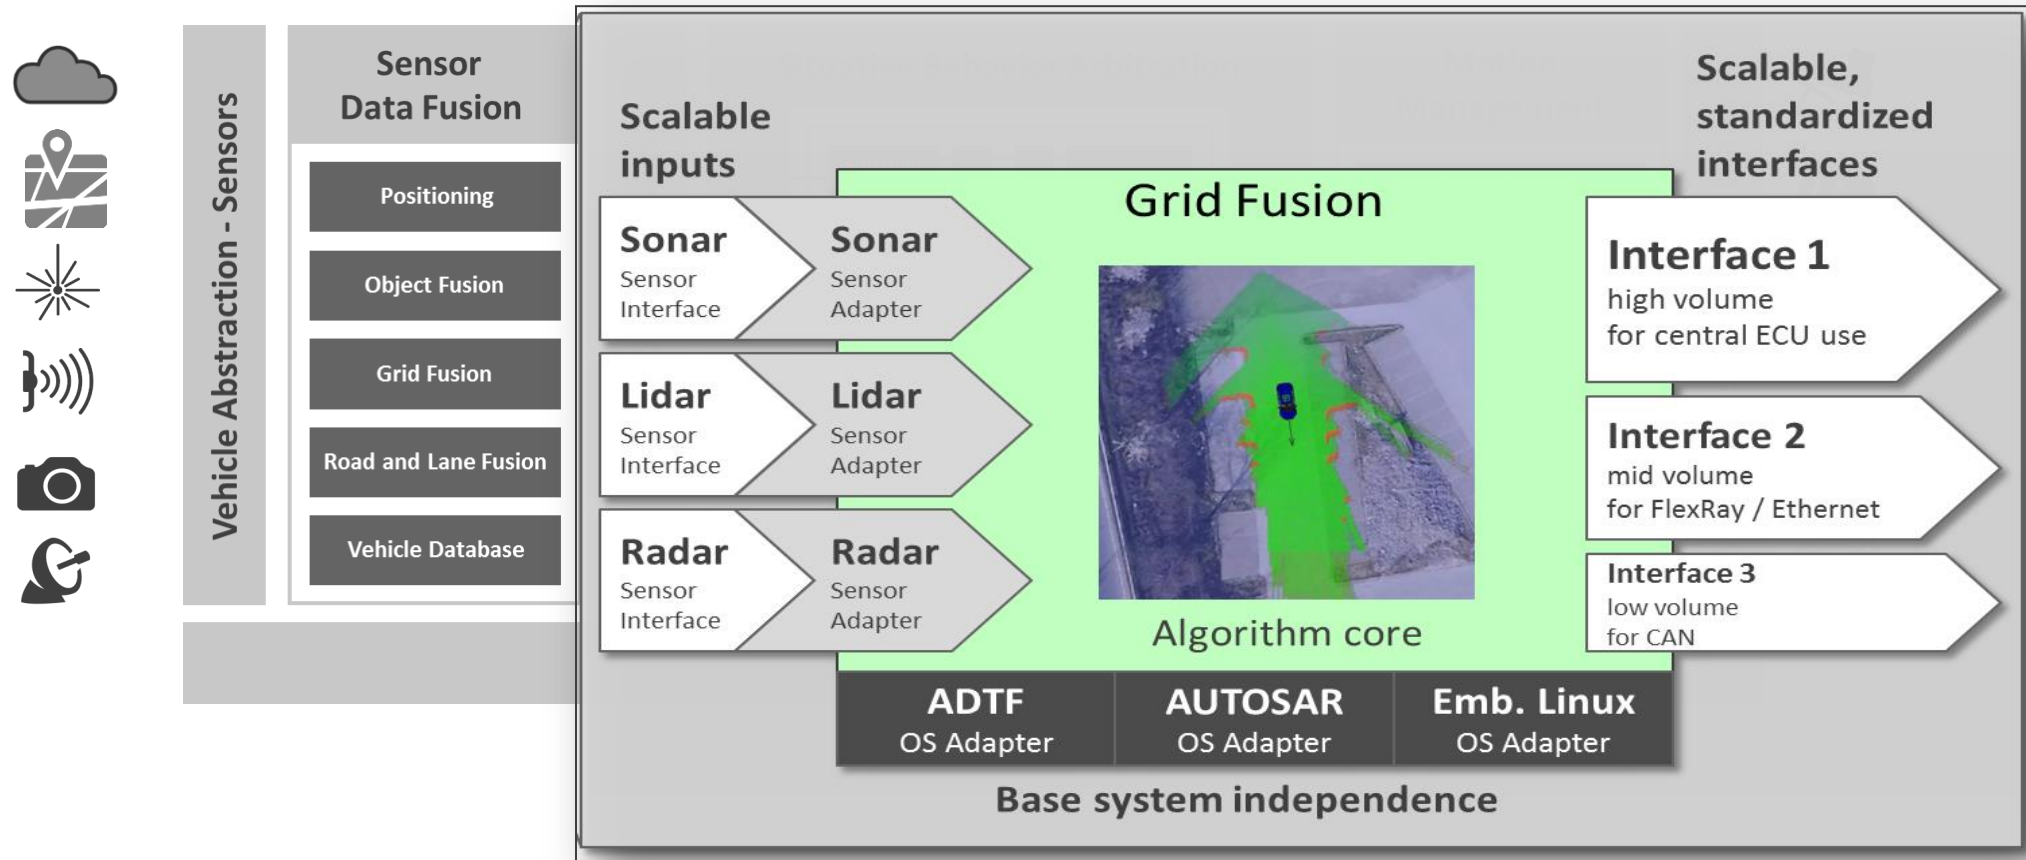 Vehicle Abstraction - Sensors
Sensor
Data Fusion
Positioning
Object Fusion
Grid Fusion
Road and Lane Fusion
Vehicle Database
Scalable
inputs
Sonar
Sensor
Interface
Sonar
Sensor
Adapter
Lidar
Sensor
Interface
Lidar
Sensor
Adapter
Radar
Sensor
Interface
Radar
Sensor
Adapter
Grid Fusion
Algorithm core
ADTF
OS Adapter
AUTOSAR
OS Adapter
Emb. Linux
OS Adapter
Base system independence
Scalable,
standardized
interfaces
Interface 1
high volume
for central ECU use
Interface 2
mid volume
for FlexRay / Ethernet
Interface 3
low volume
for CAN